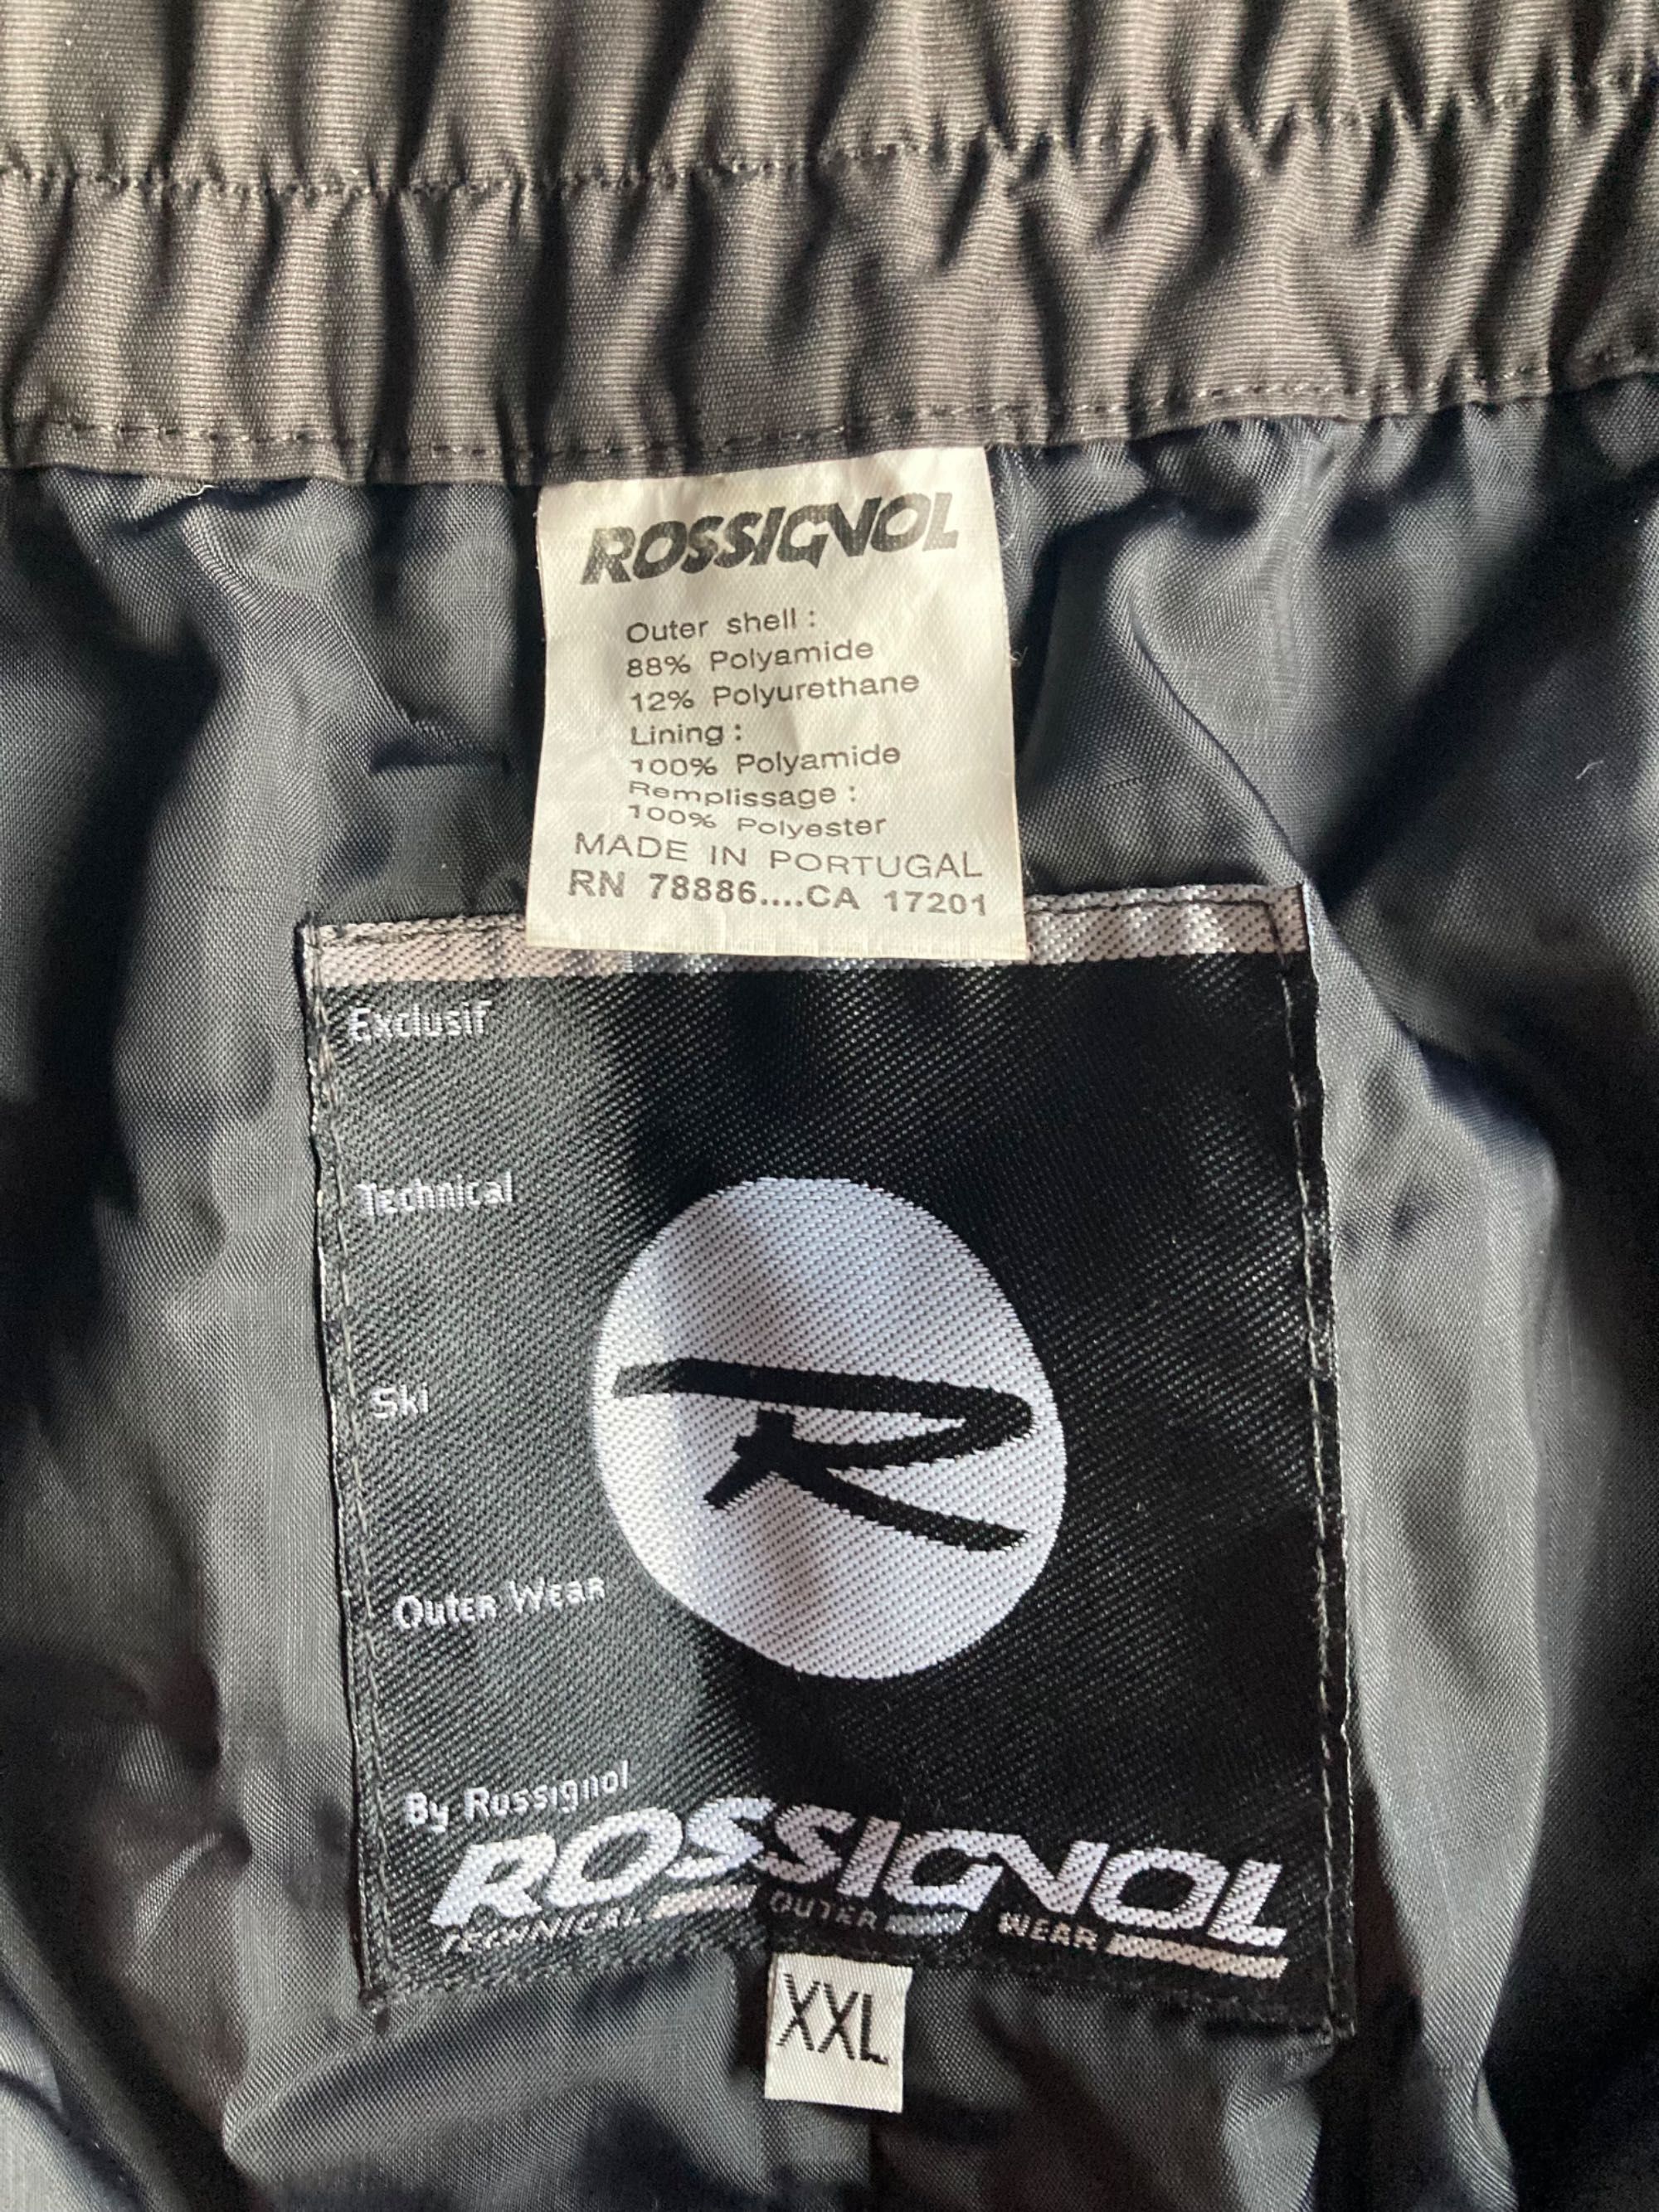 ROSSIGNOL
Outer shell :
88% Polyamide
12% Polyurethane
Lining :
100% Polyamide
Remplissage :
100% Polyester
MADE IN PORTUGAL
RN 78886....CA 17201
Exclusif
Technical
R
Ski
Outer Wear
By Rossignol
ROSSIGNOL
TECHNICAL OUTER WEAR
XXL